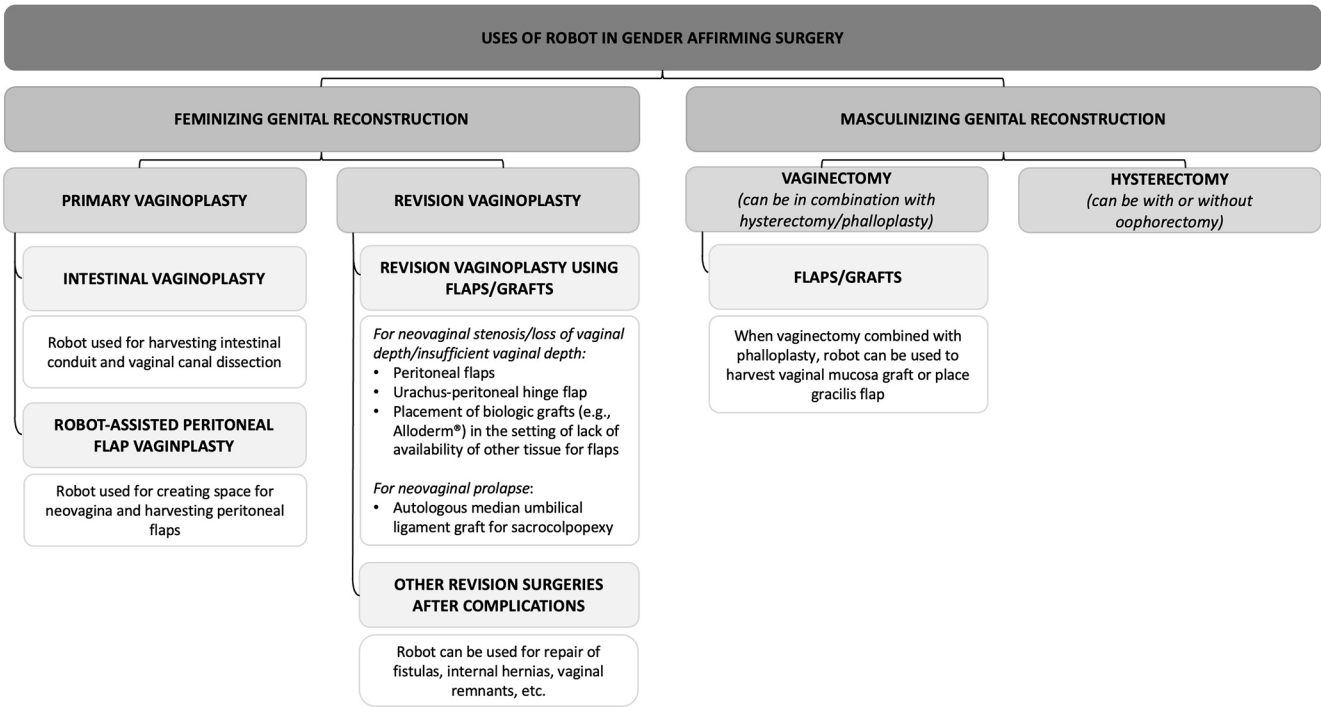 USES OF ROBOT IN GENDER AFFIRMING SURGERY
FEMINIZING GENITAL RECONSTRUCTION
PRIMARY VAGINOPLASTY
INTESTINAL VAGINOPLASTY
Robot used for harvesting intestinal
conduit and vaginal canal dissection
ROBOT-ASSISTED PERITONEAL
FLAP VAGINPLASTY
Robot used for creating space for
neovagina and harvesting peritoneal
flaps
REVISION VAGINOPLASTY
REVISION VAGINOPLASTY USING
FLAPS/GRAFTS
For neovaginal stenosis/loss of vaginal
depth/insufficient vaginal depth:
• Peritoneal flaps
• Urachus-peritoneal hinge flap
• Placement of biologic grafts (e.g.,
Alloderm®) in the setting of lack of
availability of other tissue for flaps
For neovaginal prolapse:
• Autologous median umbilical
ligament graft for sacrocolpopexy
OTHER REVISION SURGERIES
AFTER COMPLICATIONS
Robot can be used for repair of
fistulas, internal hernias, vaginal
remnants, etc.
MASCULINIZING GENITAL RECONSTRUCTION
VAGINECTOMY
(can be in combination with
hysterectomy/phalloplasty)
FLAPS/GRAFTS
When vaginectomy combined with
phalloplasty, robot can be used to
harvest vaginal mucosa graft or place
gracilis flap
HYSTERECTOMY
(can be with or without
oophorectomy)